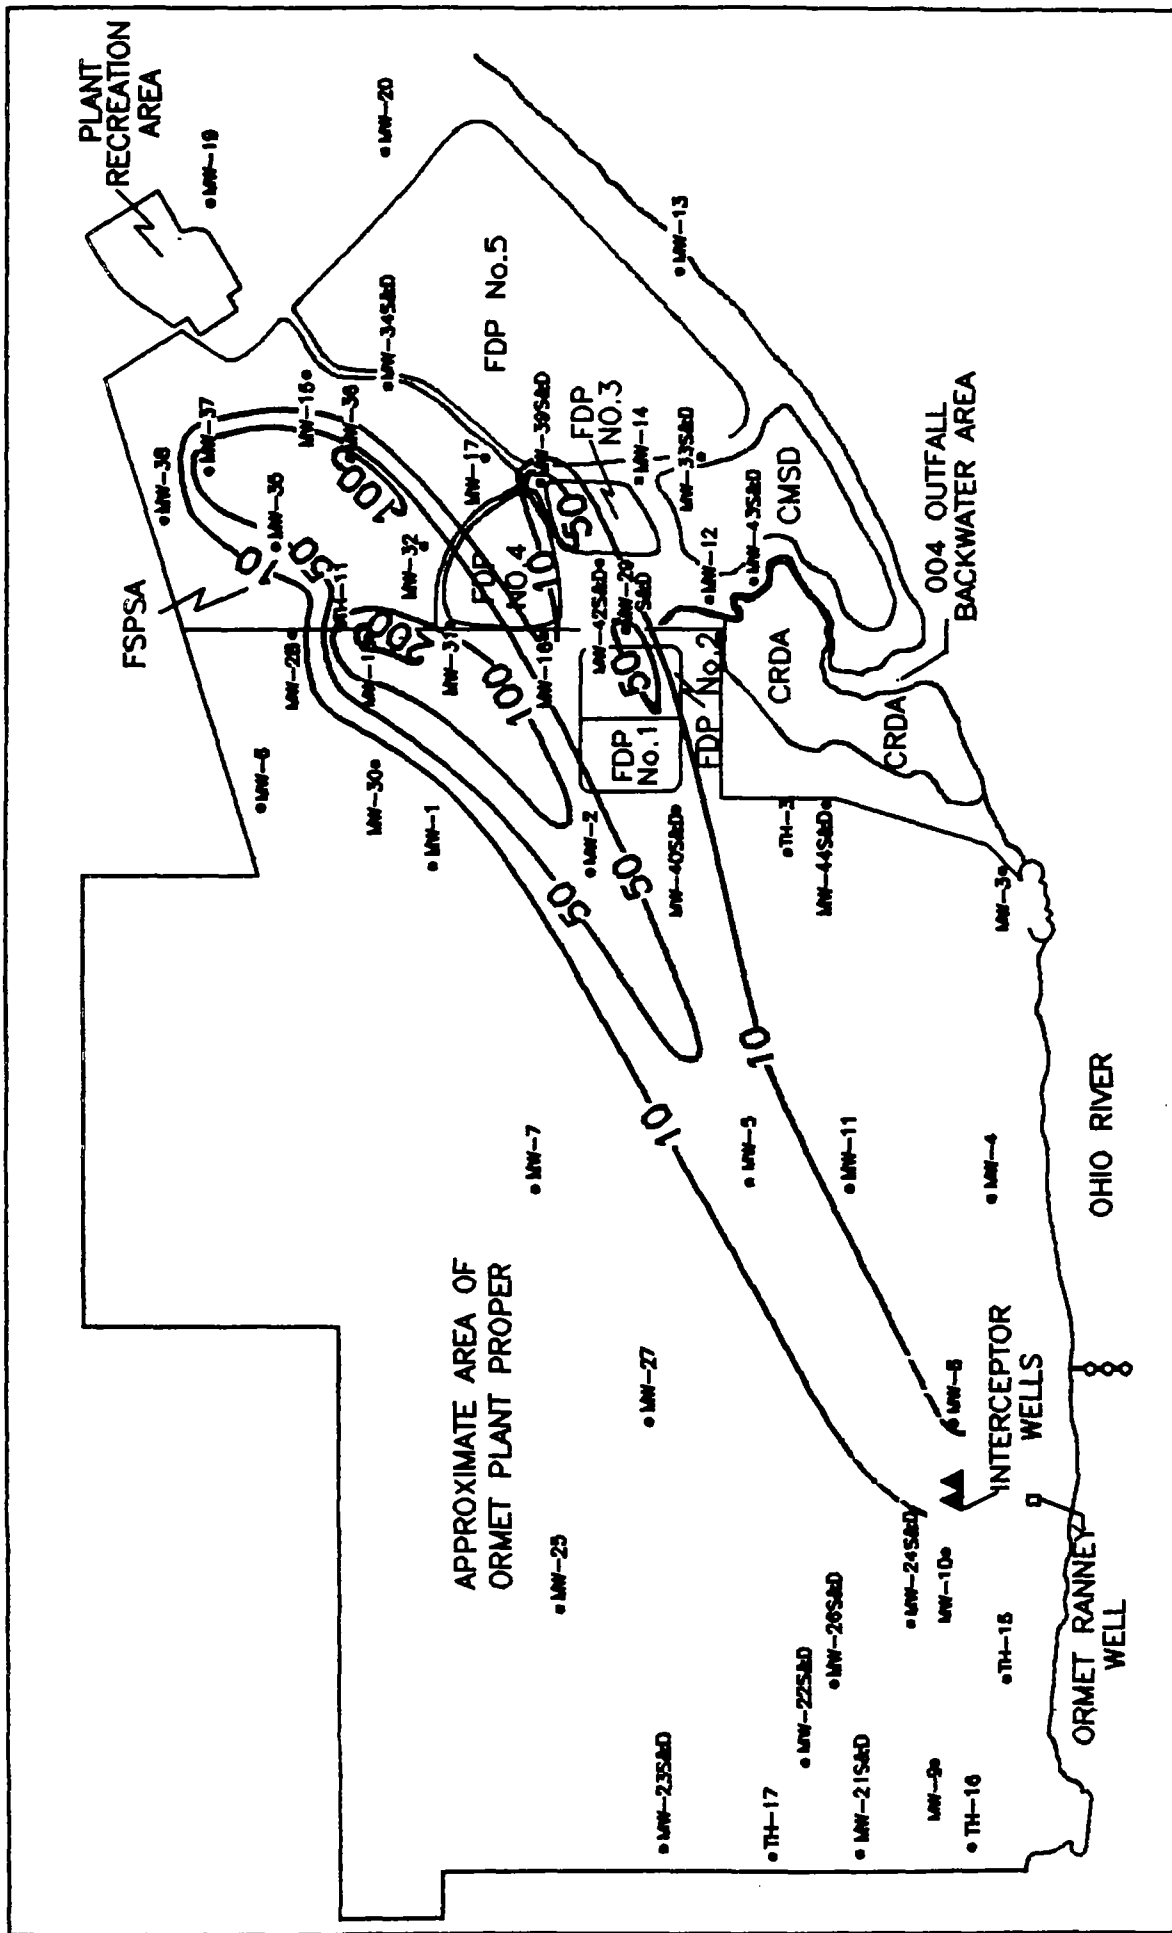 PLANT
RECREATION
AREA
MW-19
MW-20
MW-38
MW-37
MW-15
MW-36
MW-34S&D
FDP No.5
MW-13
MW-35
FSPSA
10
50
100
TH-11
MW-32
MW-17
MW-39S&D
FDP
NO.3
MW-14
MW-33S&D
FDP
NO. 4
10
50
MW-28
MW-31
100
MW-18
MW-42S&D
MW-29
S&D
50
MW-12
MW-43S&D
CMSD
004 OUTFALL
BACKWATER AREA
MW-6
MW-30
MW-1
MW-2
FDP
No.1
FDP No.2
CRDA
CRDA
MW-40S&D
TH-3
MW-44S&D
MW-3
50
50
10
10
MW-7
MW-5
MW-11
MW-4
OHIO RIVER
APPROXIMATE AREA OF
ORMET PLANT PROPER
MW-27
MW-8
INTERCEPTOR
WELLS
MW-25
MW-24S&D
MW-10
MW-26S&D
MW-22S&D
TH-15
ORMET RANNEY
WELL
MW-23S&D
TH-17
MW-21S&D
MW-9
TH-16